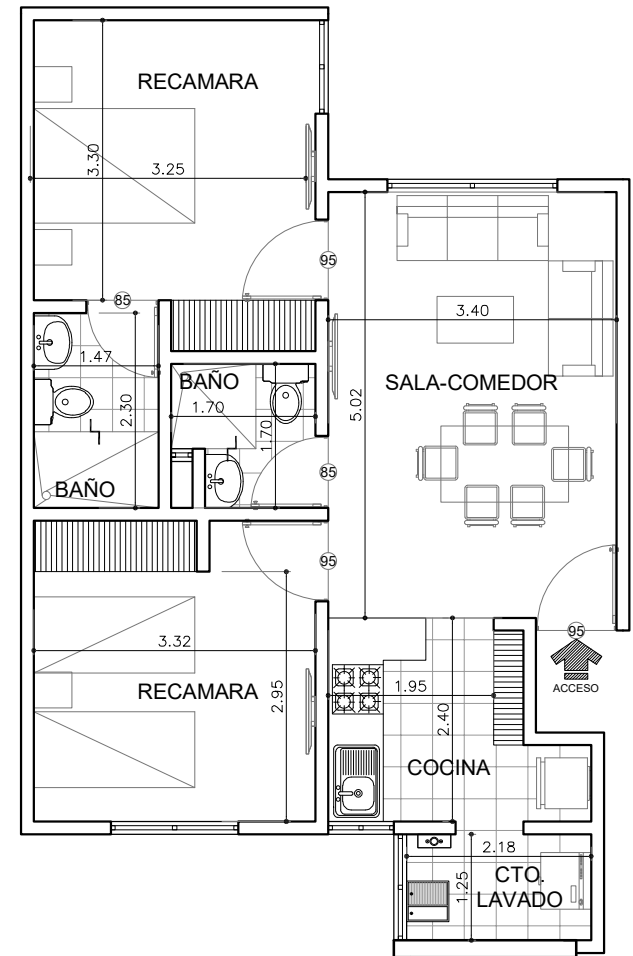 RECAMARA
3.30
3.25
95
85
3.40
1.47
BAÑO
SALA-COMEDOR
1.70
5.02
2.30
1.70
BAÑO
85
95
95
ACCESO
3.32
RECAMARA
2.95
1.95
2.40
COCINA
2.18
CTO.
LAVADO
1.25